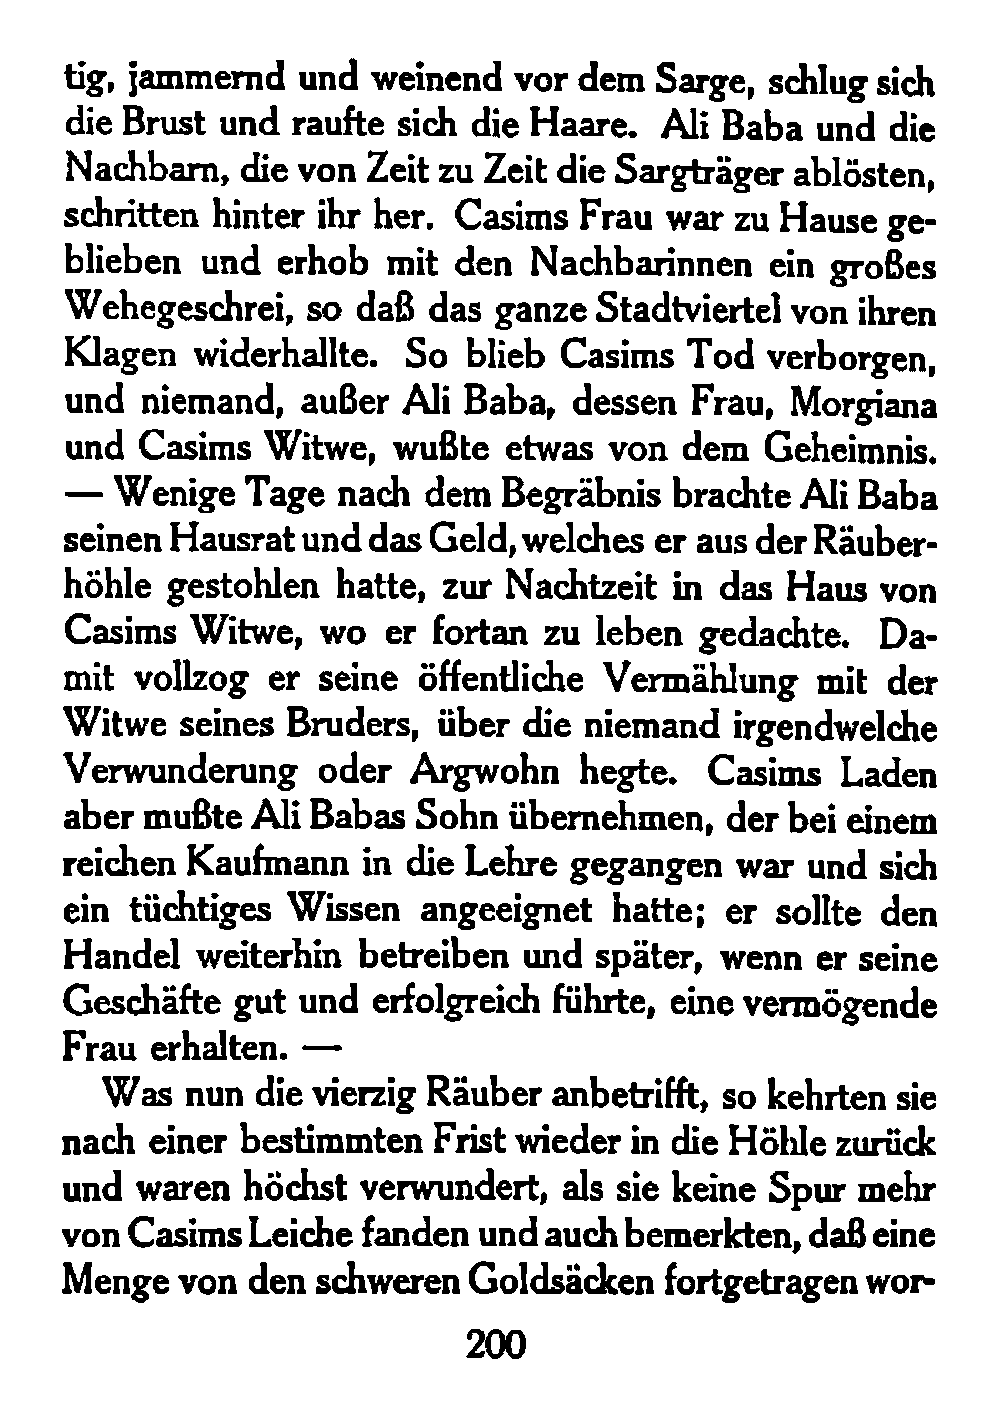 tig, jammernd und weinend vor dem Sarge, schlug sich
die Brust und raufte sich die Haare. Ali Baba und die
Nachbarn, die von Zeit zu Zeit die Sargträger ablösten,
schritten hinter ihr her. Casims Frau war zu Hause ge-
blieben und erhob mit den Nachbarinnen ein großes
Wehegeschrei, so daß das ganze Stadtviertel von ihren
Klagen widerhallte. So blieb Casims Tod verborgen,
und niemand, außer Ali Baba, dessen Frau, Morgiana
und Casims Witwe, wußte etwas von dem Geheimnis.
— Wenige Tage nach dem Begräbnis brachte Ali Baba
seinen Hausrat und das Geld, welches er aus der Räuber-
höhle gestohlen hatte, zur Nachtzeit in das Haus von
Casims Witwe, wo er fortan zu leben gedachte. Da-
mit vollzog er seine öffentliche Vermählung mit der
Witwe seines Bruders, über die niemand irgendwelche
Verwunderung oder Argwohn hegte. Casims Laden
aber mußte Ali Babas Sohn übernehmen, der bei einem
reichen Kaufmann in die Lehre gegangen war und sich
ein tüchtiges Wissen angeeignet hatte; er sollte den
Handel weiterhin betreiben und später, wenn er seine
Geschäfte gut und erfolgreich führte, eine vermögende
Frau erhalten. —
Was nun die vierzig Räuber anbetrifft, so kehrten sie
nach einer bestimmten Frist wieder in die Höhle zurück
und waren höchst verwundert, als sie keine Spur mehr
von Casims Leiche fanden und auch bemerkten, daß eine
Menge von den schweren Goldsäcken fortgetragen wor-
200